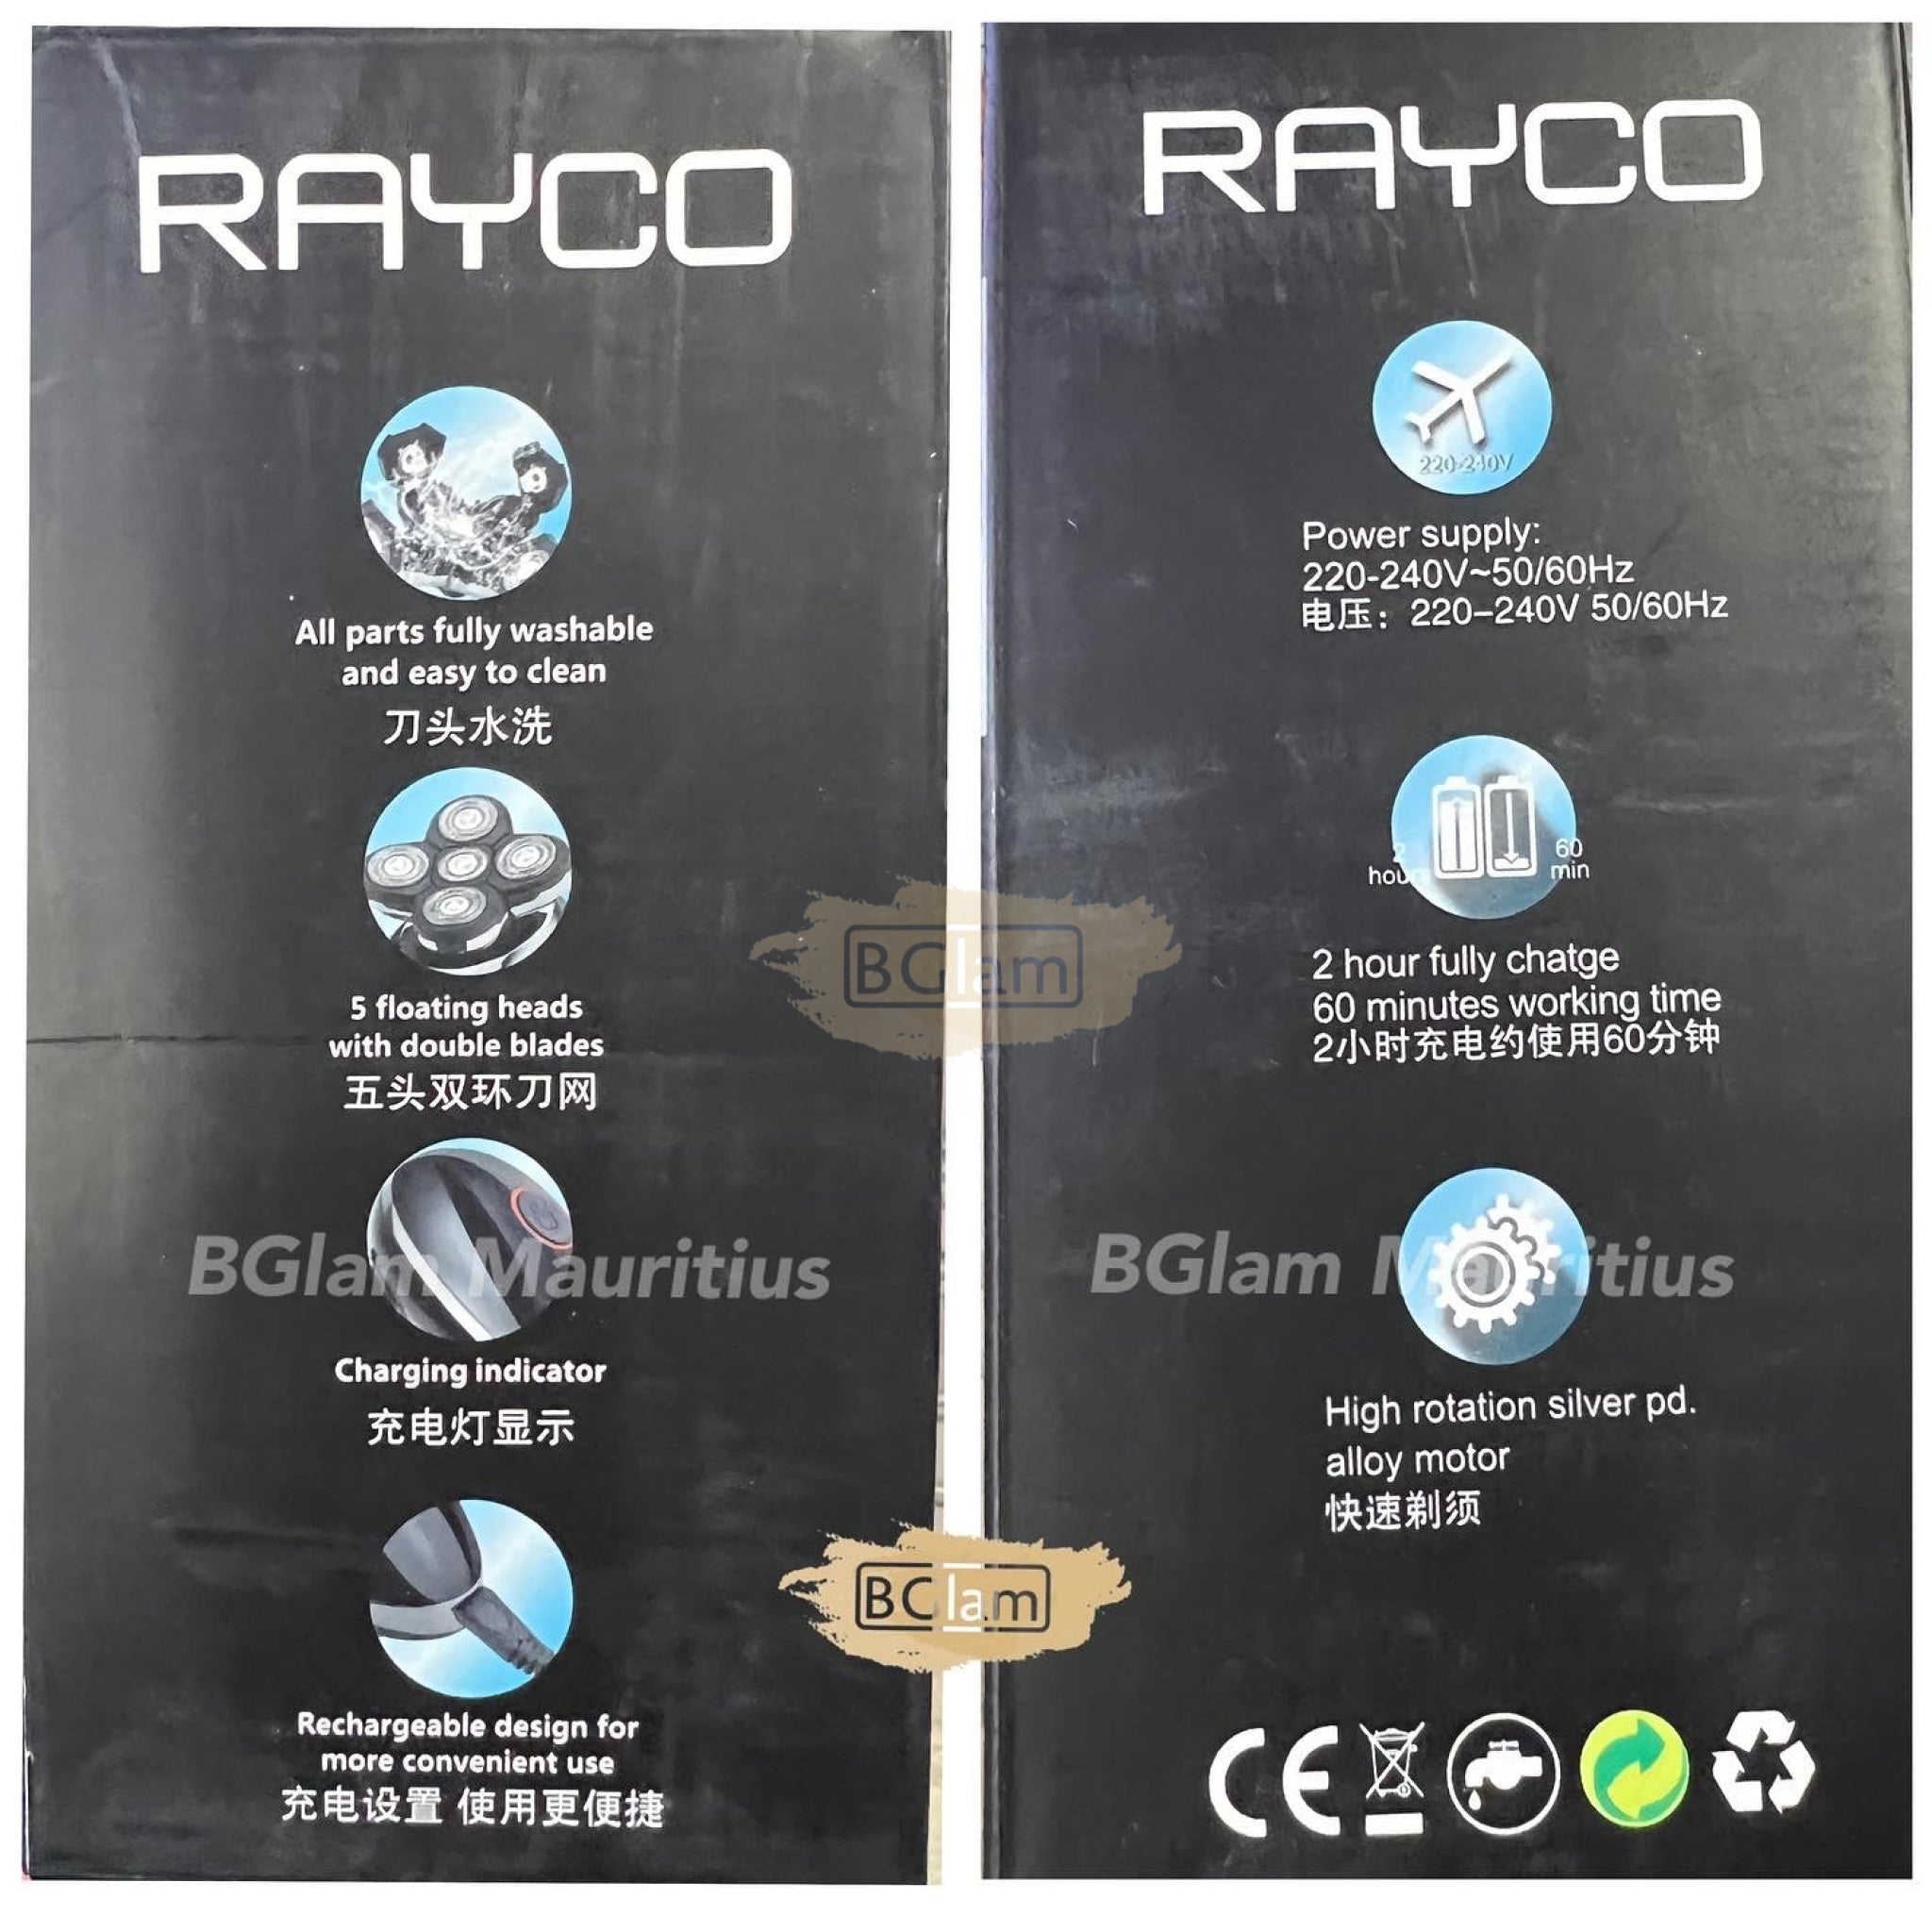 RAYCO
All parts fully washable
and easy to clean
刀头水洗
5 floating heads
with double blades
五头双环刀网
BGlam Mauritius
Charging indicator
充电灯显示
Rechargeable design for
more convenient use
充电设置 使用更便捷
BGlam
BGlam
RAYCO
220-240V
Power supply:
220-240V~50/60Hz
电压：220–240V 50/60Hz
2
hours
60
min
2 hour fully chatge
60 minutes working time
2小时充电约使用60分钟
BGlam Mauritius
High rotation silver pd.
alloy motor
快速剃须
CE